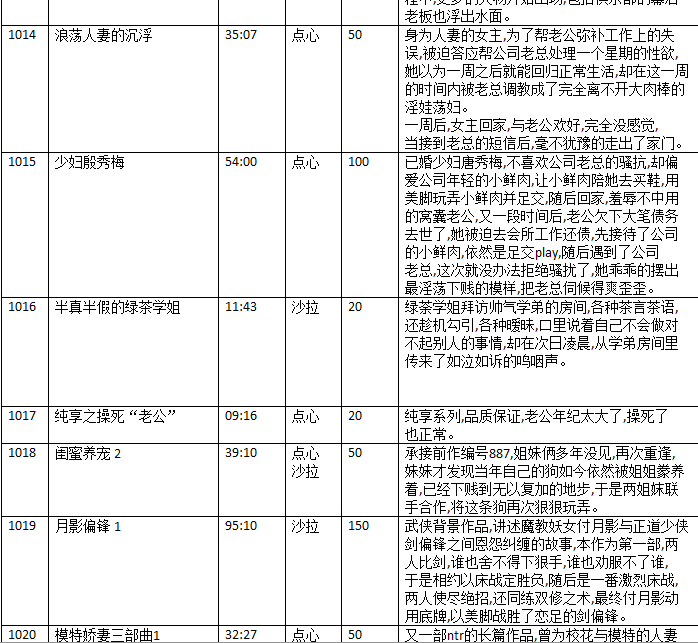 老板也浮出水面。
1014 浪荡人妻的沉浮 35:07 点心 50 身为人妻的女主,为了帮老公弥补工作上的失
误,被迫答应帮公司老总处理一个星期的性欲,
她以为一周之后就能回归正常生活,却在这一周
的时间内被老总调教成了完全离不开大肉棒的
淫娃荡妇。
一周后,女主回家,与老公欢好,完全没感觉,
当接到老总的短信后,毫不犹豫的走出了家门。
1015 少妇殷秀梅 54:00 点心 100 已婚少妇唐秀梅,不喜欢公司老总的骚扰,却偏
爱公司年轻的小鲜肉,让小鲜肉陪她去买鞋,用
美脚玩弄小鲜肉并足交,随后回家,羞辱不中用
的窝囊老公,又一段时间后,老公欠下大笔债务
去世了,她被迫去会所工作还债,先接待了公司
的小鲜肉,依然是足交play,随后遇到了公司
老总,这次就没办法拒绝骚扰了,她乖乖的摆出
最淫荡下贱的模样,把老总伺候得爽歪歪。
1016 半真半假的绿茶学姐 11:43 沙拉 20 绿茶学姐拜访帅气学弟的房间,各种茶言茶语,
还趁机勾引,各种暧昧,口里说着自己不会做对
不起别人的事情,却在次日凌晨,从学弟房间里
传来了如泣如诉的呜咽声。
1017 纯享之操死“老公” 09:16 点心 20 纯享系列,品质保证,老公年纪太大了,操死了
也正常。
1018 闺蜜养宠 2 39:10 点心 50 承接前作编号887,姐妹俩多年没见,再次重逢,
沙拉 妹妹才发现当年自己的狗如今依然被姐姐豢养
着,已经下贱到无以复加的地步,于是两姐妹联
手合作,将这条狗再次狠狠玩弄。
1019 月影偏锋 1 95:10 沙拉 150 武侠背景作品,讲述魔教妖女付月影与正道少侠
剑偏锋之间恩怨纠缠的故事,本作为第一部,两
人比剑,谁也舍不得下狠手,谁也劝服不了谁,
于是相约以床战定胜负,随后是一番激烈床战,
两人使尽绝招,还同练双修之术,最终付月影动
用底牌,以美脚战胜了恋足的剑偏锋。
1020 模特娇妻三部曲1 32:27 点心 50 又一部ntr的长篇作品,曾为校花与模特的人妻